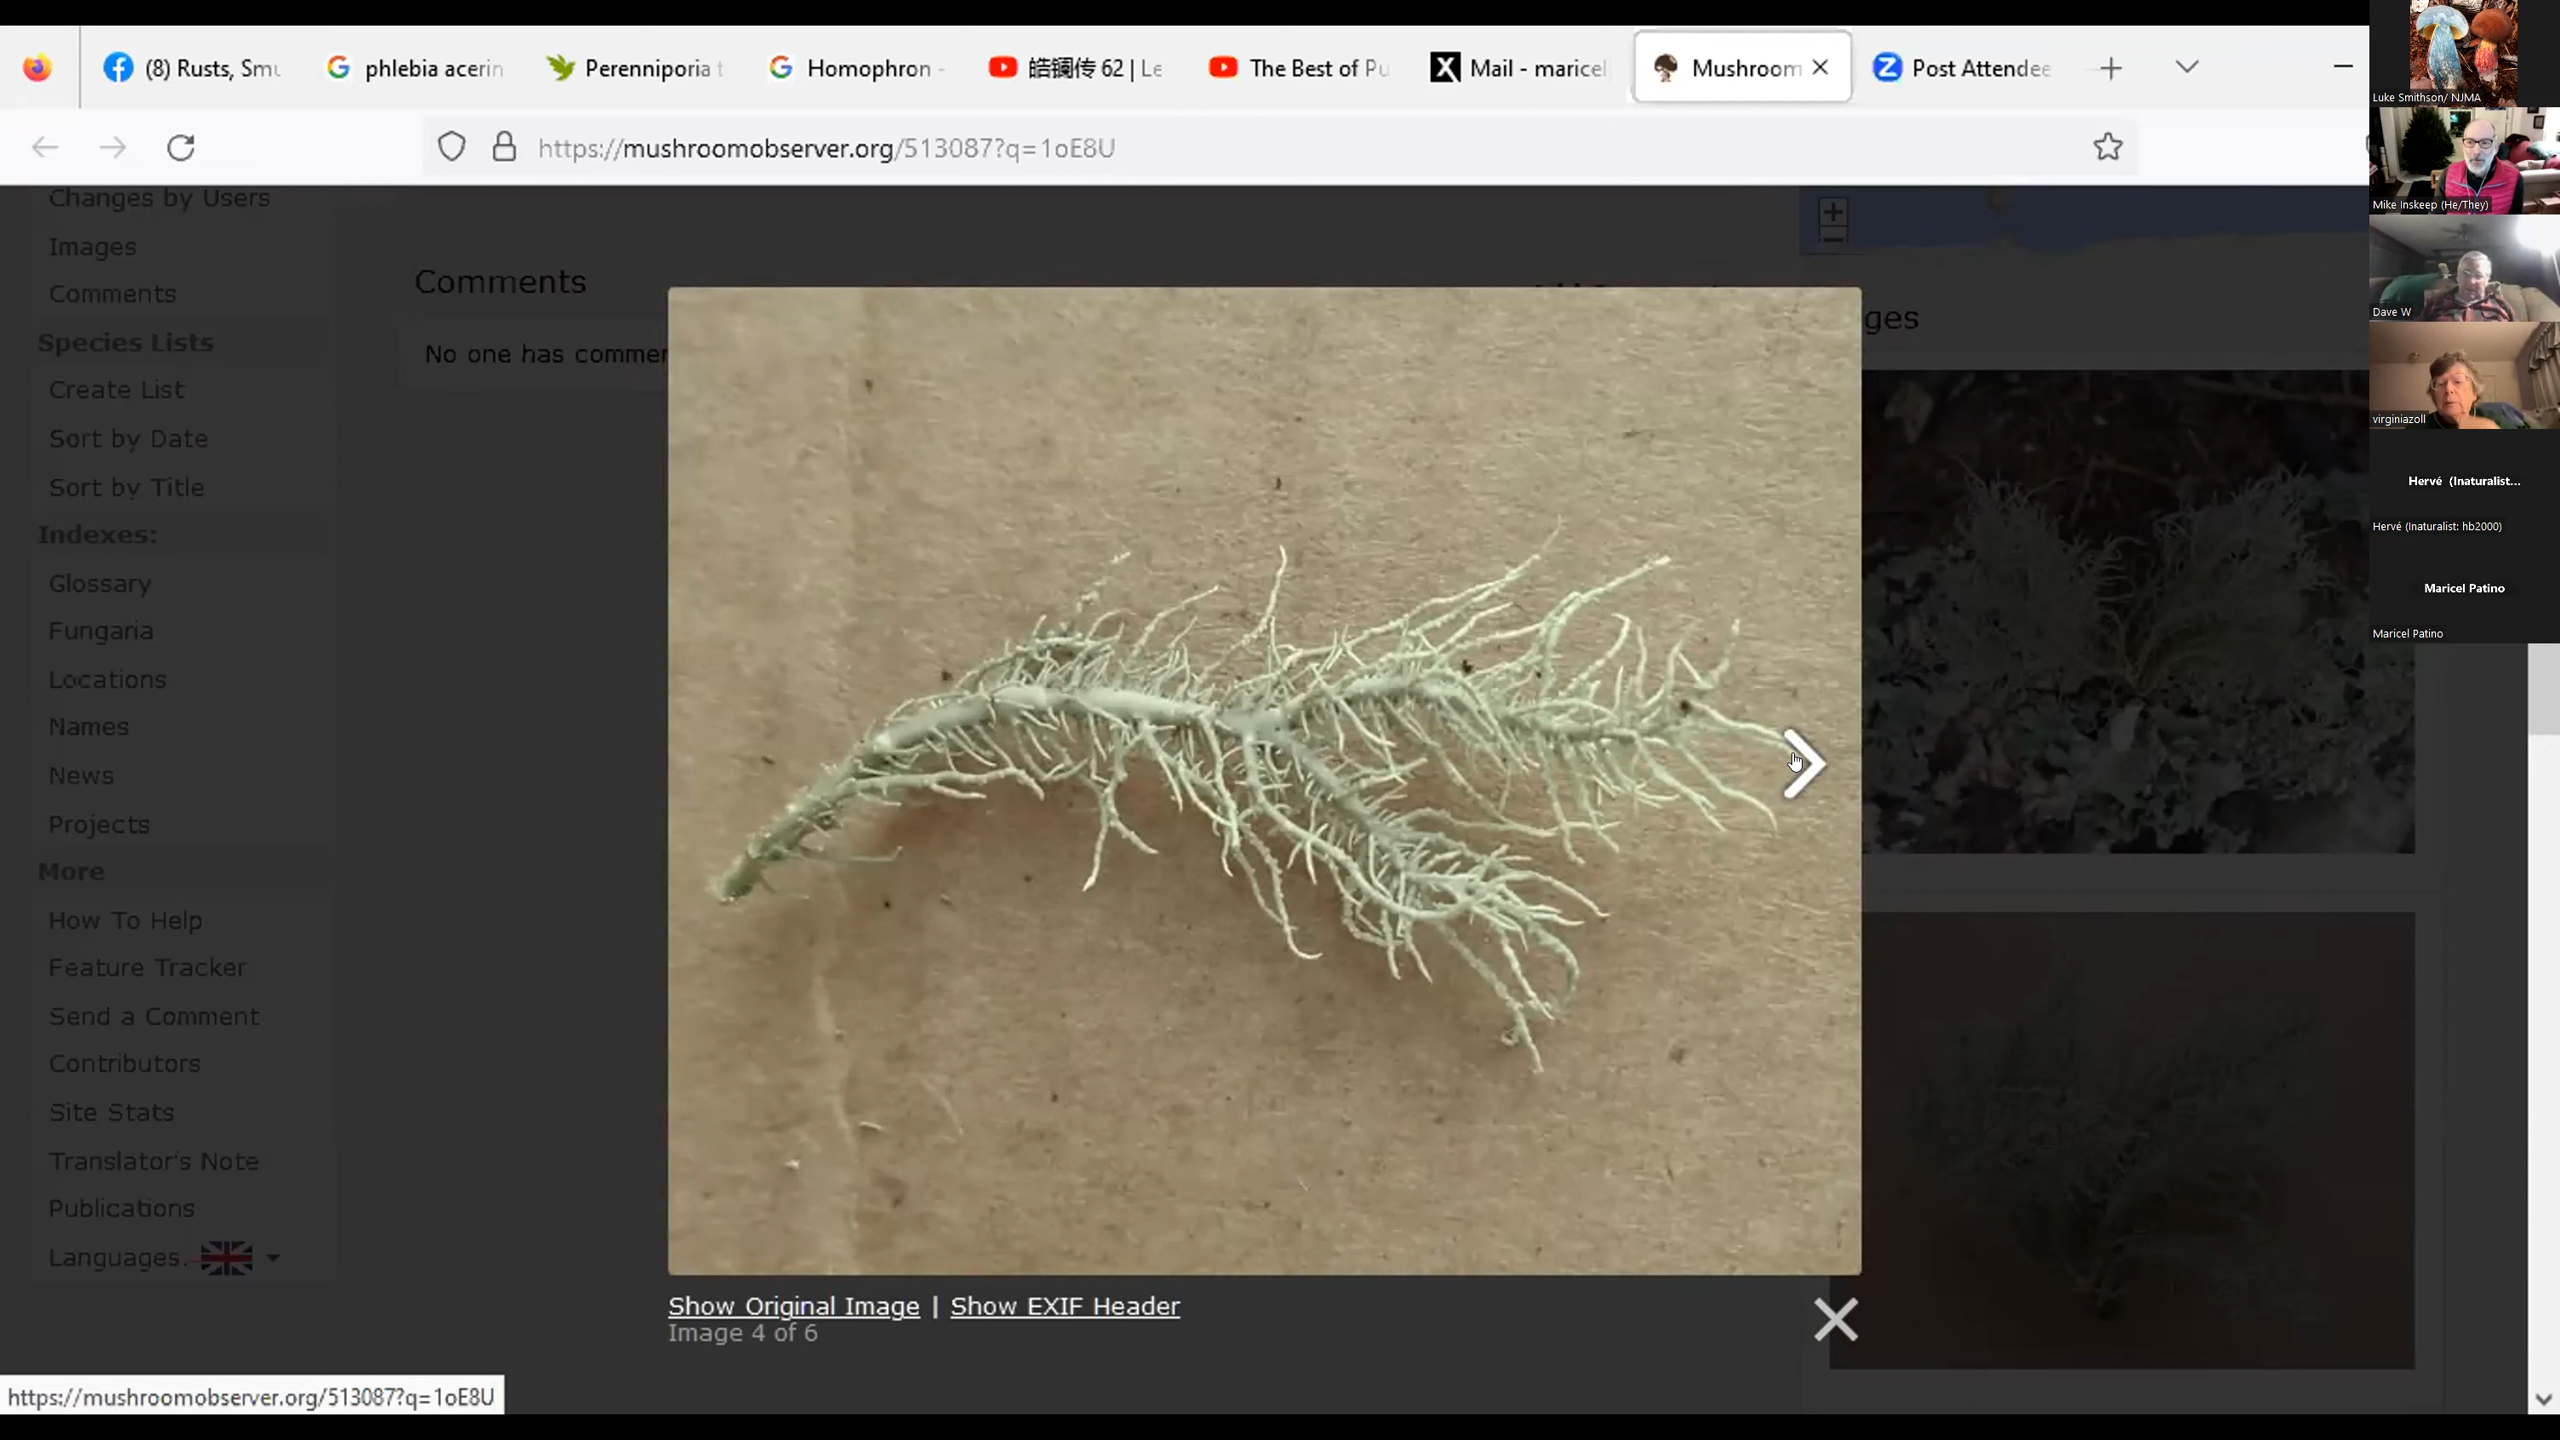 (8) Rusts, Smu
phlebia acerin
Perenniporia t
Homophron -
皓镧传 62 | Le
The Best of Pu
Mail - maricel
Mushroom
Post Attendee
https://mushroomobserver.org/513087?q=1oE8U
Changes by Users
Images
Comments
Species Lists
Create List
Sort by Date
Sort by Title
Indexes:
Glossary
Fungaria
Locations
Names
News
Projects
More
How To Help
Feature Tracker
Send a Comment
Contributors
Site Stats
Translator's Note
Publications
Languages:
Comments
No one has commen
ges
Show Original Image | Show EXIF Header
Image 4 of 6
https://mushroomobserver.org/513087?q=1oE8U
Luke Smithson/ NJMA
Mike Inskeep (He/They)
Dave W
virginiazoll
Hervé (Inaturalist...
Hervé (Inaturalist: hb2000)
Maricel Patino
Maricel Patino